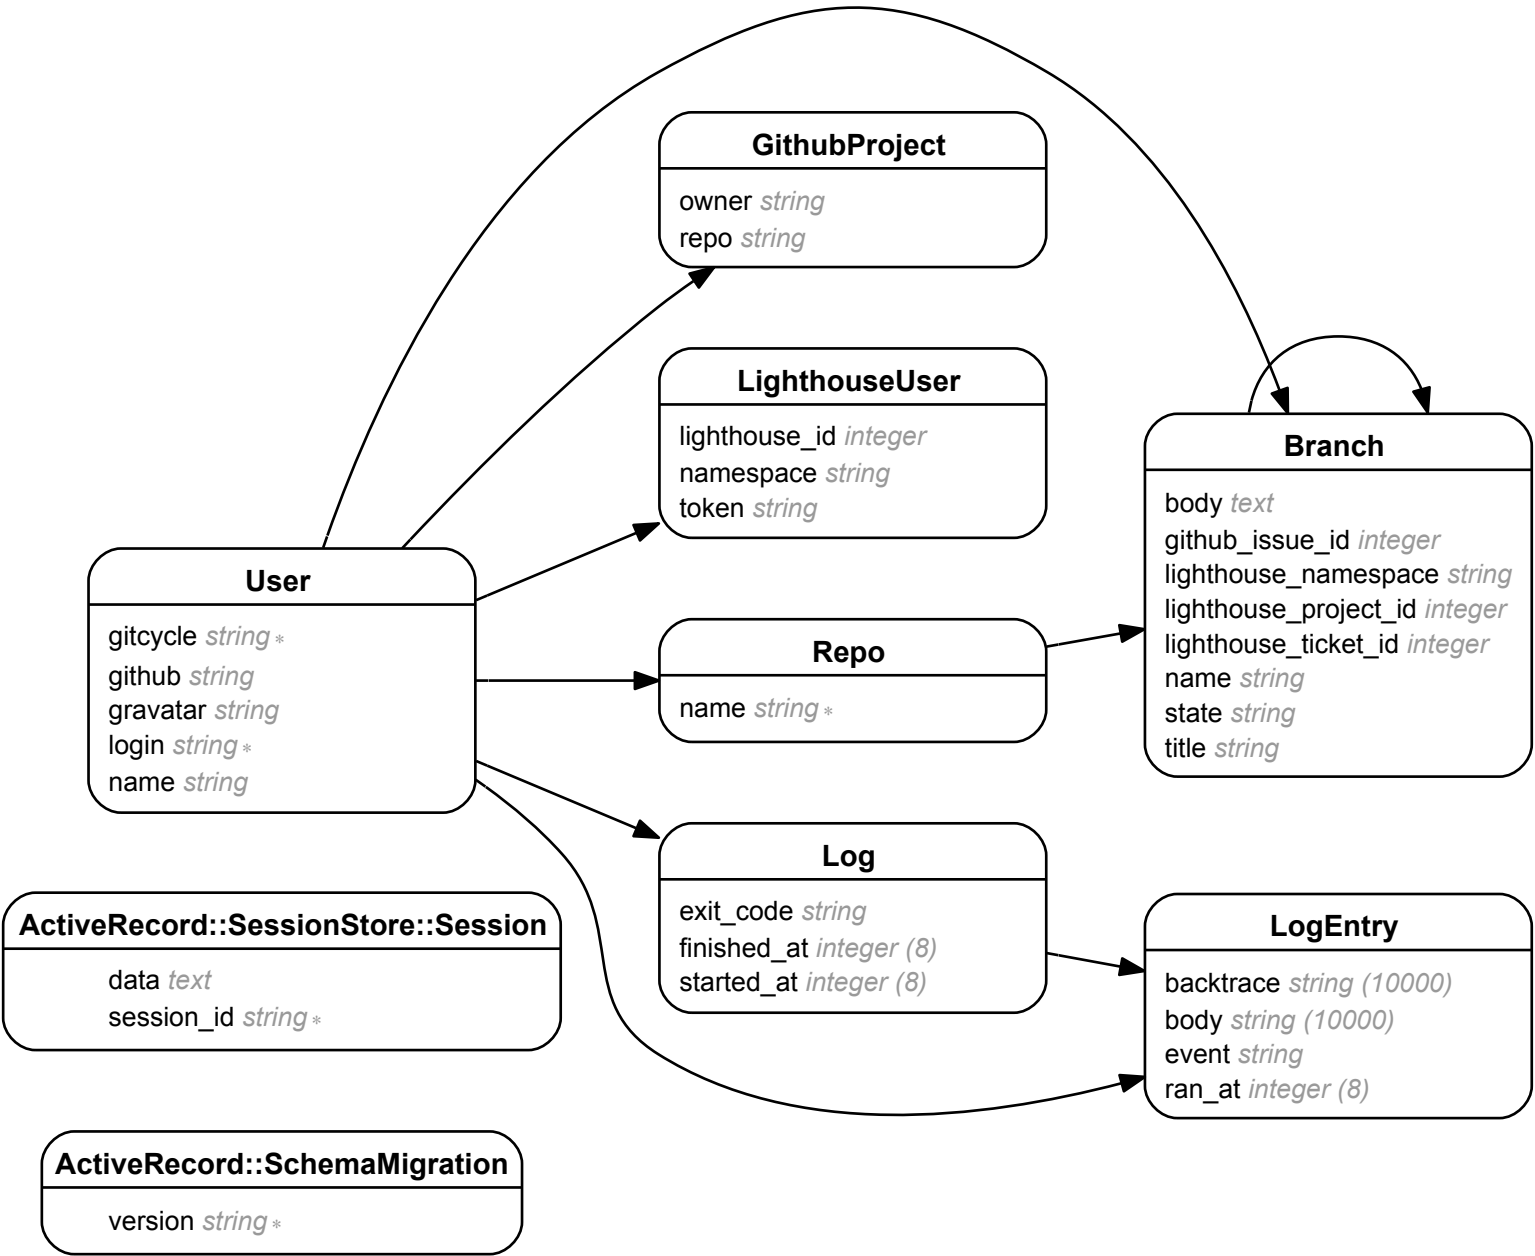 GithubProject
owner string
repo string
LighthouseUser
lighthouse_id integer
namespace string
token string
Branch
body text
github_issue_id integer
lighthouse_namespace string
lighthouse_project_id integer
lighthouse_ticket_id integer
name string
state string
title string
User
gitcycle string *
github string
gravatar string
login string *
name string
Repo
name string *
Log
exit_code string
finished_at integer (8)
started_at integer (8)
LogEntry
backtrace string (10000)
body string (10000)
event string
ran_at integer (8)
ActiveRecord::SessionStore::Session
data text
session_id string *
ActiveRecord::SchemaMigration
version string *